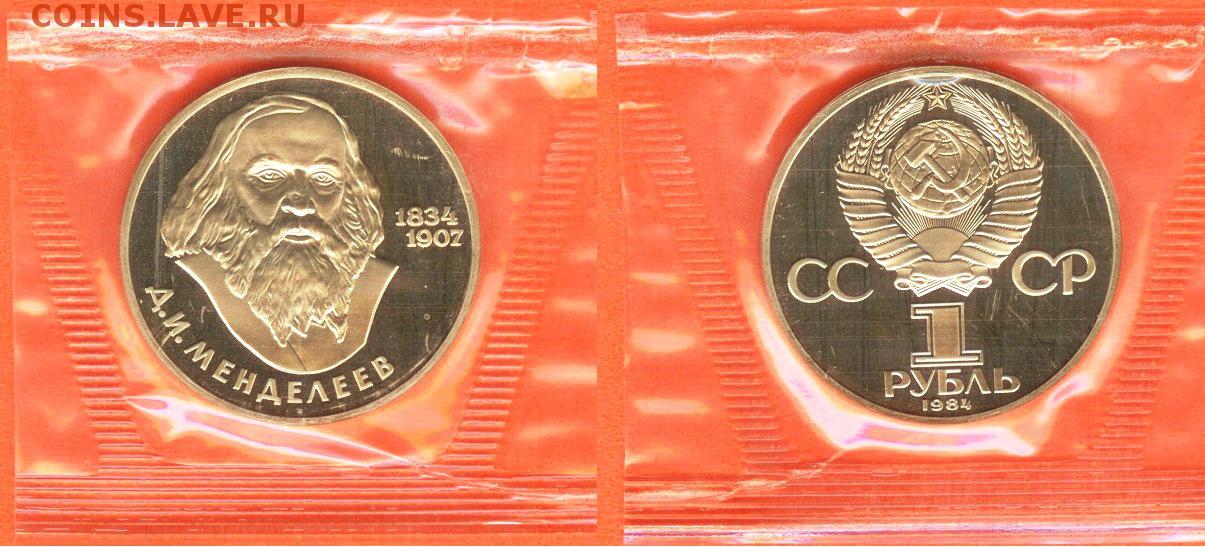 COINS.LAVE.RU
1834
1907
Д.И. МЕНДЕЛЕЕВ
СС СР
1
РУБЛЬ
1984